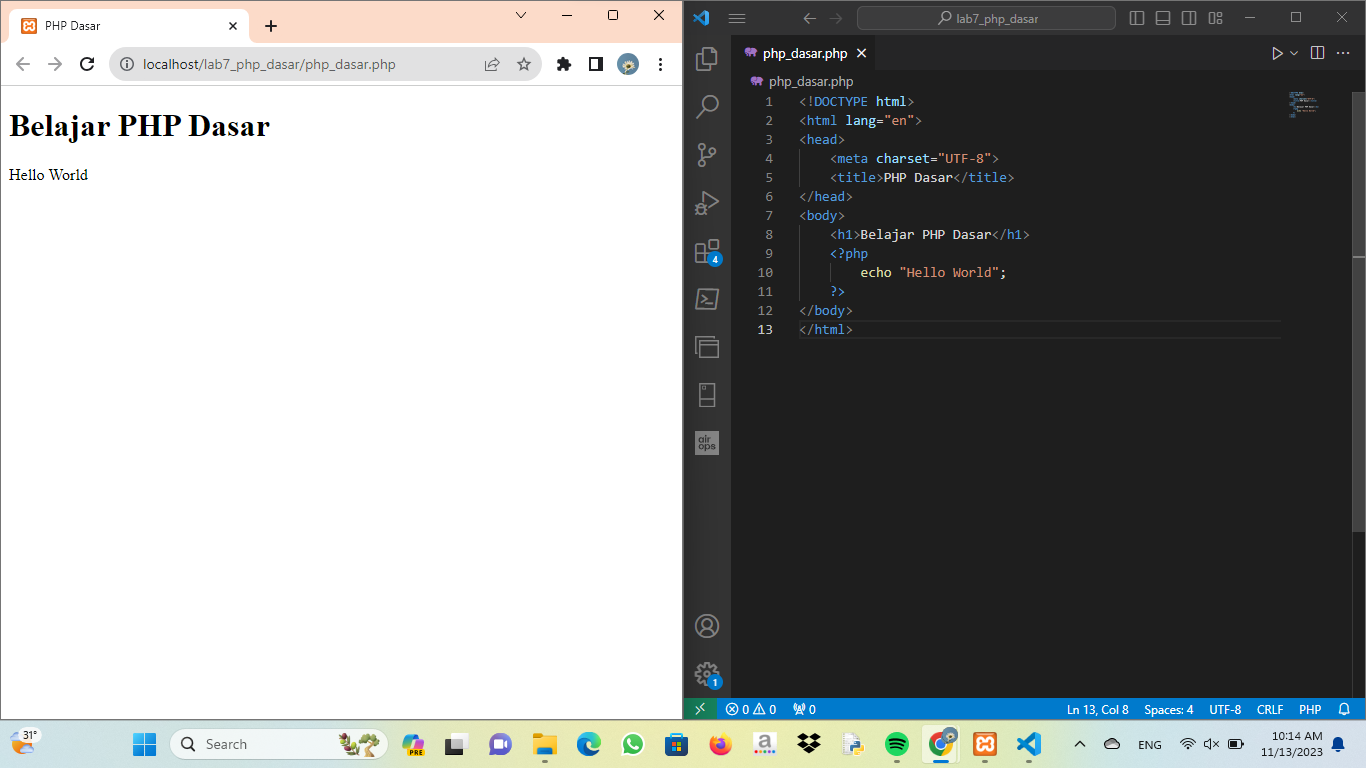 PHP Dasar
localhost/lab7_php_dasar/php_dasar.php
Belajar PHP Dasar
Hello World
lab7_php_dasar
php_dasar.php
php_dasar.php
1 <!DOCTYPE html>
2 <html lang="en">
3 <head>
4 <meta charset="UTF-8">
5 <title>PHP Dasar</title>
6 </head>
7 <body>
8 <h1>Belajar PHP Dasar</h1>
9 <?php
10 echo "Hello World";
11 ?>
12 </body>
13 </html>
4
air ops
1
0 0 0
Ln 13, Col 8 Spaces: 4 UTF-8 CRLF PHP
31°
Search
PRE
a
ENG
10:14 AM
11/13/2023